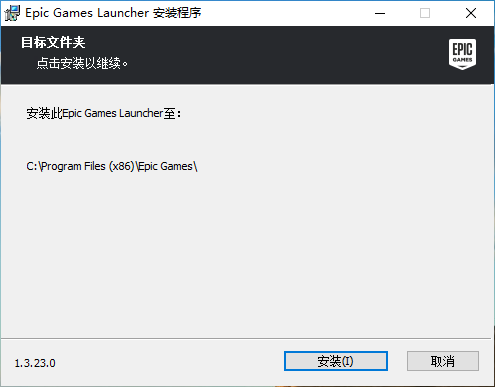 Epic Games Launcher 安装程序
目标文件夹
点击安装以继续。
EPIC
GAMES
安装此Epic Games Launcher至：
C:\Program Files (x86)\Epic Games\
1.3.23.0
安装(I)
取消